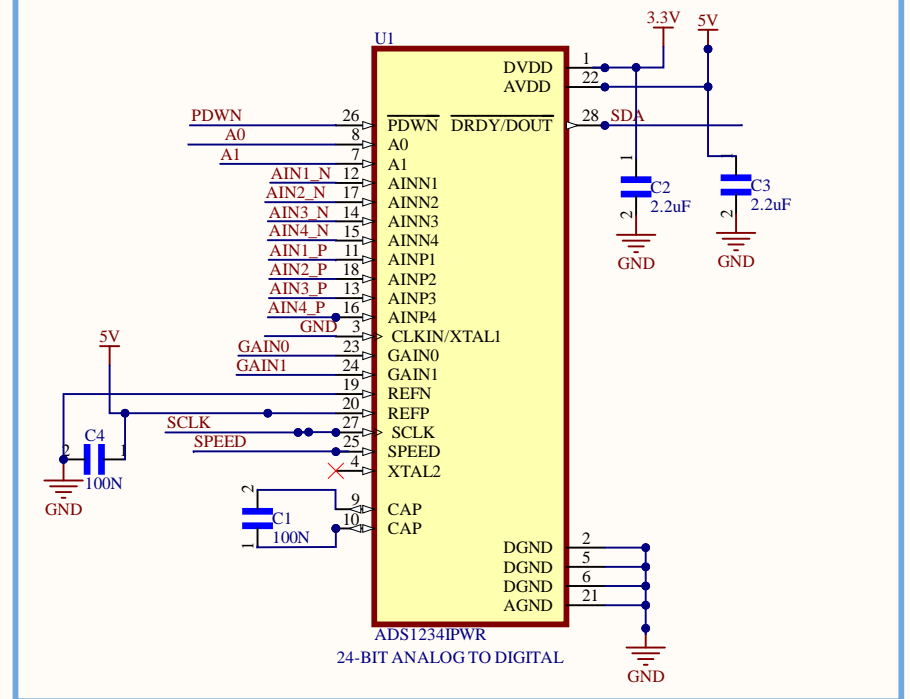 3.3V
5V
U1
DVDD 1
AVDD 22
PDWN 26 PDWN DRDY/DOUT 28 SDA
A0 8 A0
A1 7 A1
AIN1_N 12 AINN1
AIN2_N 17 AINN2
AIN3_N 14 AINN3
AIN4_N 15 AINN4
AIN1_P 11 AINP1
AIN2_P 18 AINP2
AIN3_P 13 AINP3
AIN4_P 16 AINP4
GND 3 CLKIN/XTAL1
GAIN0 23 GAIN0
GAIN1 24 GAIN1
19 REFN
20 REFP
SCLK 27 SCLK
SPEED 25 SPEED
4 XTAL2
9 CAP
10 CAP
DGND 2
DGND 5
DGND 6
AGND 21
1
C2
2.2uF
2
GND
1
C3
2.2uF
2
GND
5V
2 C4 1
100N
GND
2
C1
100N
1
GND
ADS1234IPWR
24-BIT ANALOG TO DIGITAL